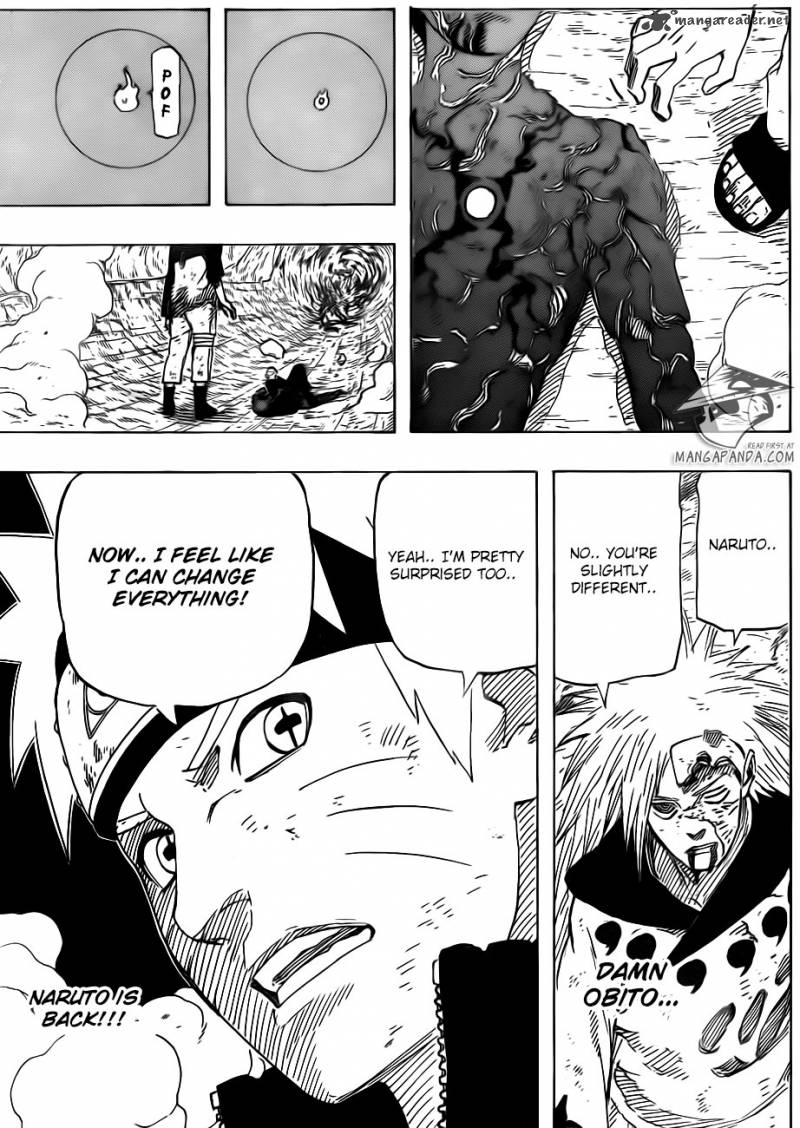 mangareader.net
POF
READ FIRST AT
MANGAPANDA.COM
NARUTO..
NO.. YOU'RE
SLIGHTLY
DIFFERENT..
DAMN
OBITO...
YEAH.. I'M PRETTY
SURPRISED TOO..
NOW.. I FEEL LIKE
I CAN CHANGE
EVERYTHING!
NARUTO IS
BACK!!!